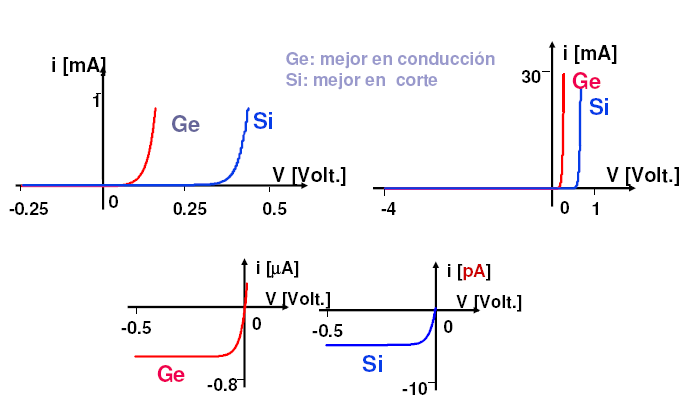 i [mA]
1
Ge
Si
V [Volt.]
-0.25
0
0.25
0.5
Ge: mejor en conducción
Si: mejor en corte
i [mA]
30
Ge
Si
V [Volt.]
-4
0
1
i [μA]
V [Volt.]
-0.5
0
Ge
-0.8
i [pA]
V [Volt.]
-0.5
0
Si
-10